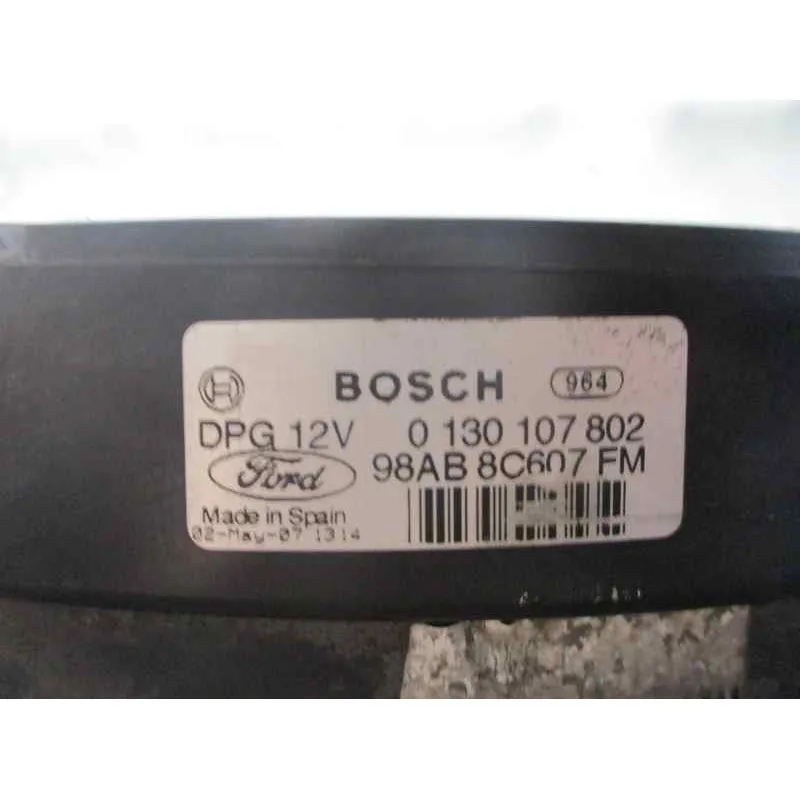 BOSCH 964
DPG 12V 0 130 107 802
Ford 98AB 8C607 FM
Made in Spain
02-May-07 1314